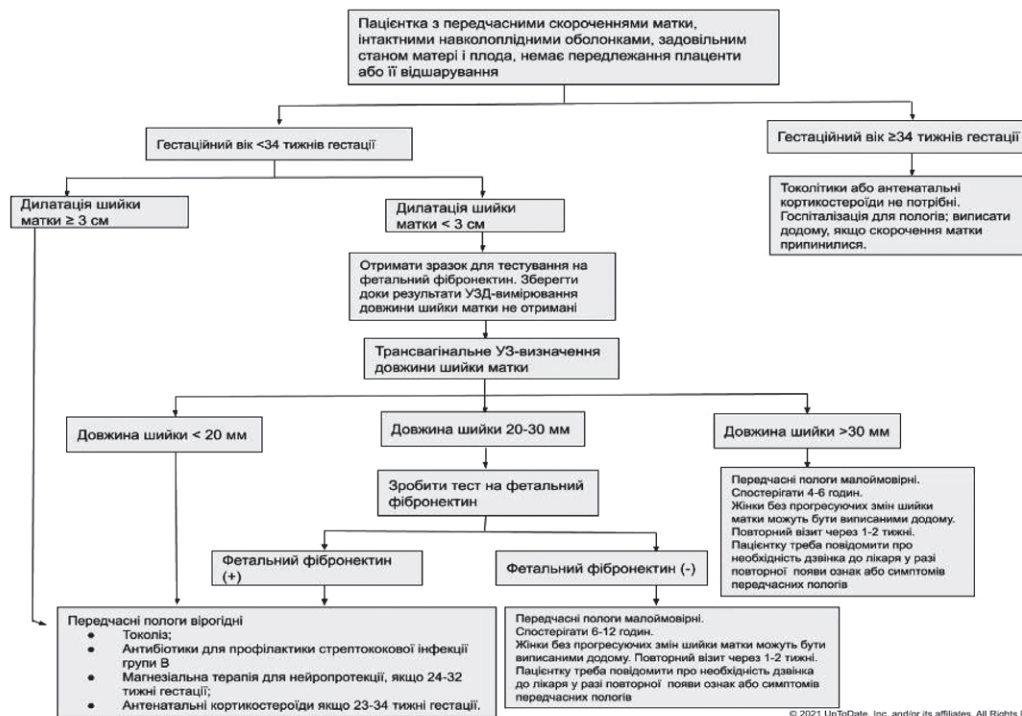 Пацієнтка з передчасними скороченнями матки,
інтактними навколоплідними оболонками, задовільним
станом матері і плода, немає передлежання плаценти
або її відшарування
Гестаційний вік <34 тижнів гестації
Гестаційний вік ≥34 тижнів гестації
Дилатація шийки
матки ≥ 3 см
Дилатація шийки
матки < 3 см
Токолітики або антенатальні
кортикостероїди не потрібні.
Госпіталізація для пологів; виписати
додому, якщо скорочення матки
припинилися.
Отримати зразок для тестування на
фетальний фібронектин. Зберегти
доки результати УЗД-вимірювання
довжини шийки матки не отримані
Трансвагінальне УЗ-визначення
довжини шийки матки
Довжина шийки < 20 мм
Довжина шийки 20-30 мм
Довжина шийки >30 мм
Зробити тест на фетальний
фібронектин
Передчасні пологи малоймовірні.
Спостерігати 4-6 годин.
Жінки без прогресуючих змін шийки
матки можуть бути виписаними додому.
Повторний візит через 1-2 тижні.
Пацієнтку треба повідомити про
необхідність дзвінка до лікаря у разі
повторної появи ознак або симптомів
передчасних пологів
Фетальний фібронектин
(+)
Фетальний фібронектин (-)
Передчасні пологи вірогідні
● Токоліз;
● Антибіотики для профілактики стрептококової інфекції
групи В
● Магнезіальна терапія для нейропротекції, якщо 24-32
тижні гестації;
● Антенатальні кортикостероїди якщо 23-34 тижні гестації.
Передчасні пологи малоймовірні.
Спостерігати 6-12 годин.
Жінки без прогресуючих змін шийки матки можуть бути
виписаними додому. Повторний візит через 1-2 тижні.
Пацієнтку треба повідомити про необхідність дзвінка
до лікаря у разі повторної появи ознак або симптомів
передчасних пологів
© 2021 UpToDate, Inc. and/or its affiliates. All Rights